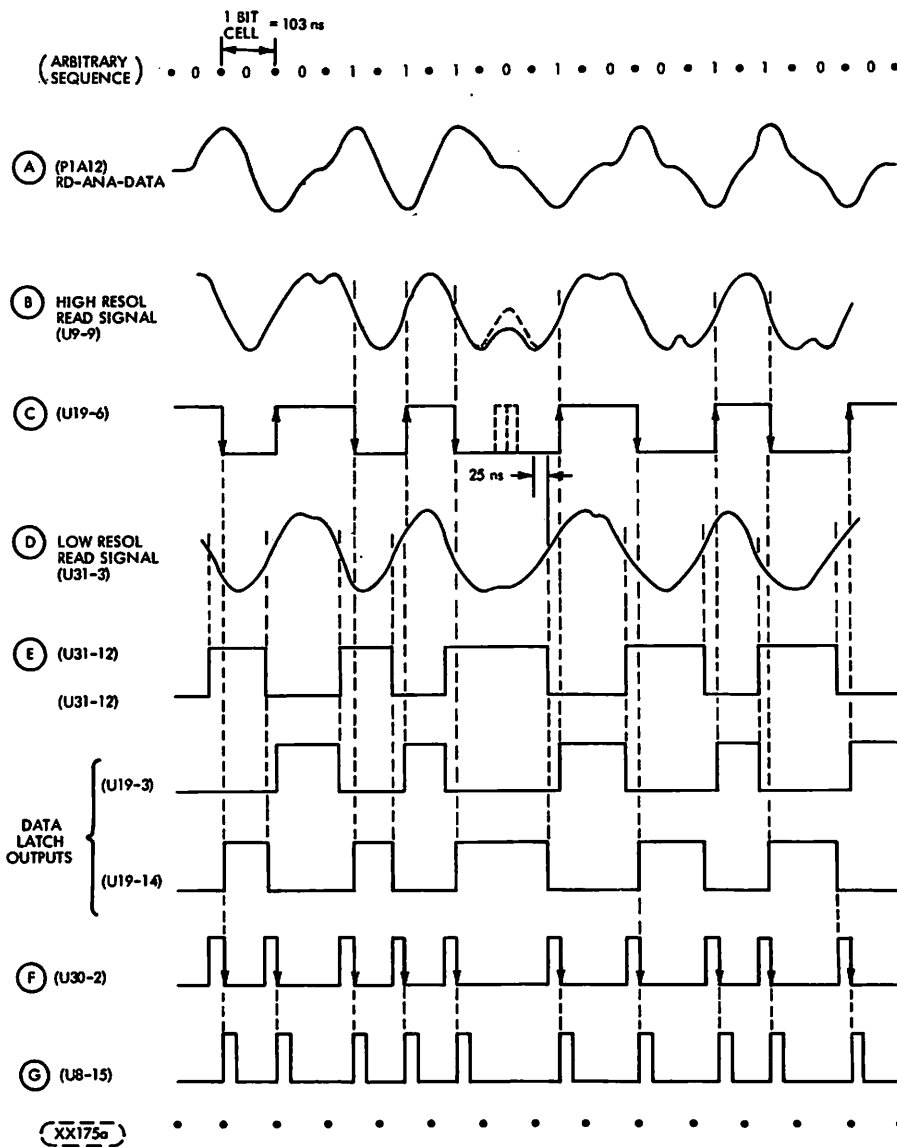 1 BIT
CELL = 103 ns
(ARBITRARY
SEQUENCE) • 0 • 0 • 0 • 1 • 1 • 1 • 0 • 1 • 0 • 0 • 1 • 1 • 0 • 0 •
A (P1A12)
RD-ANA-DATA
B HIGH RESOL
READ SIGNAL
(U9-9)
C (U19-6)
25 ns
D LOW RESOL
READ SIGNAL
(U31-3)
E (U31-12)
(U31-12)
(U19-3)
DATA
LATCH
OUTPUTS
(U19-14)
F (U30-2)
G (U8-15)
XX175a